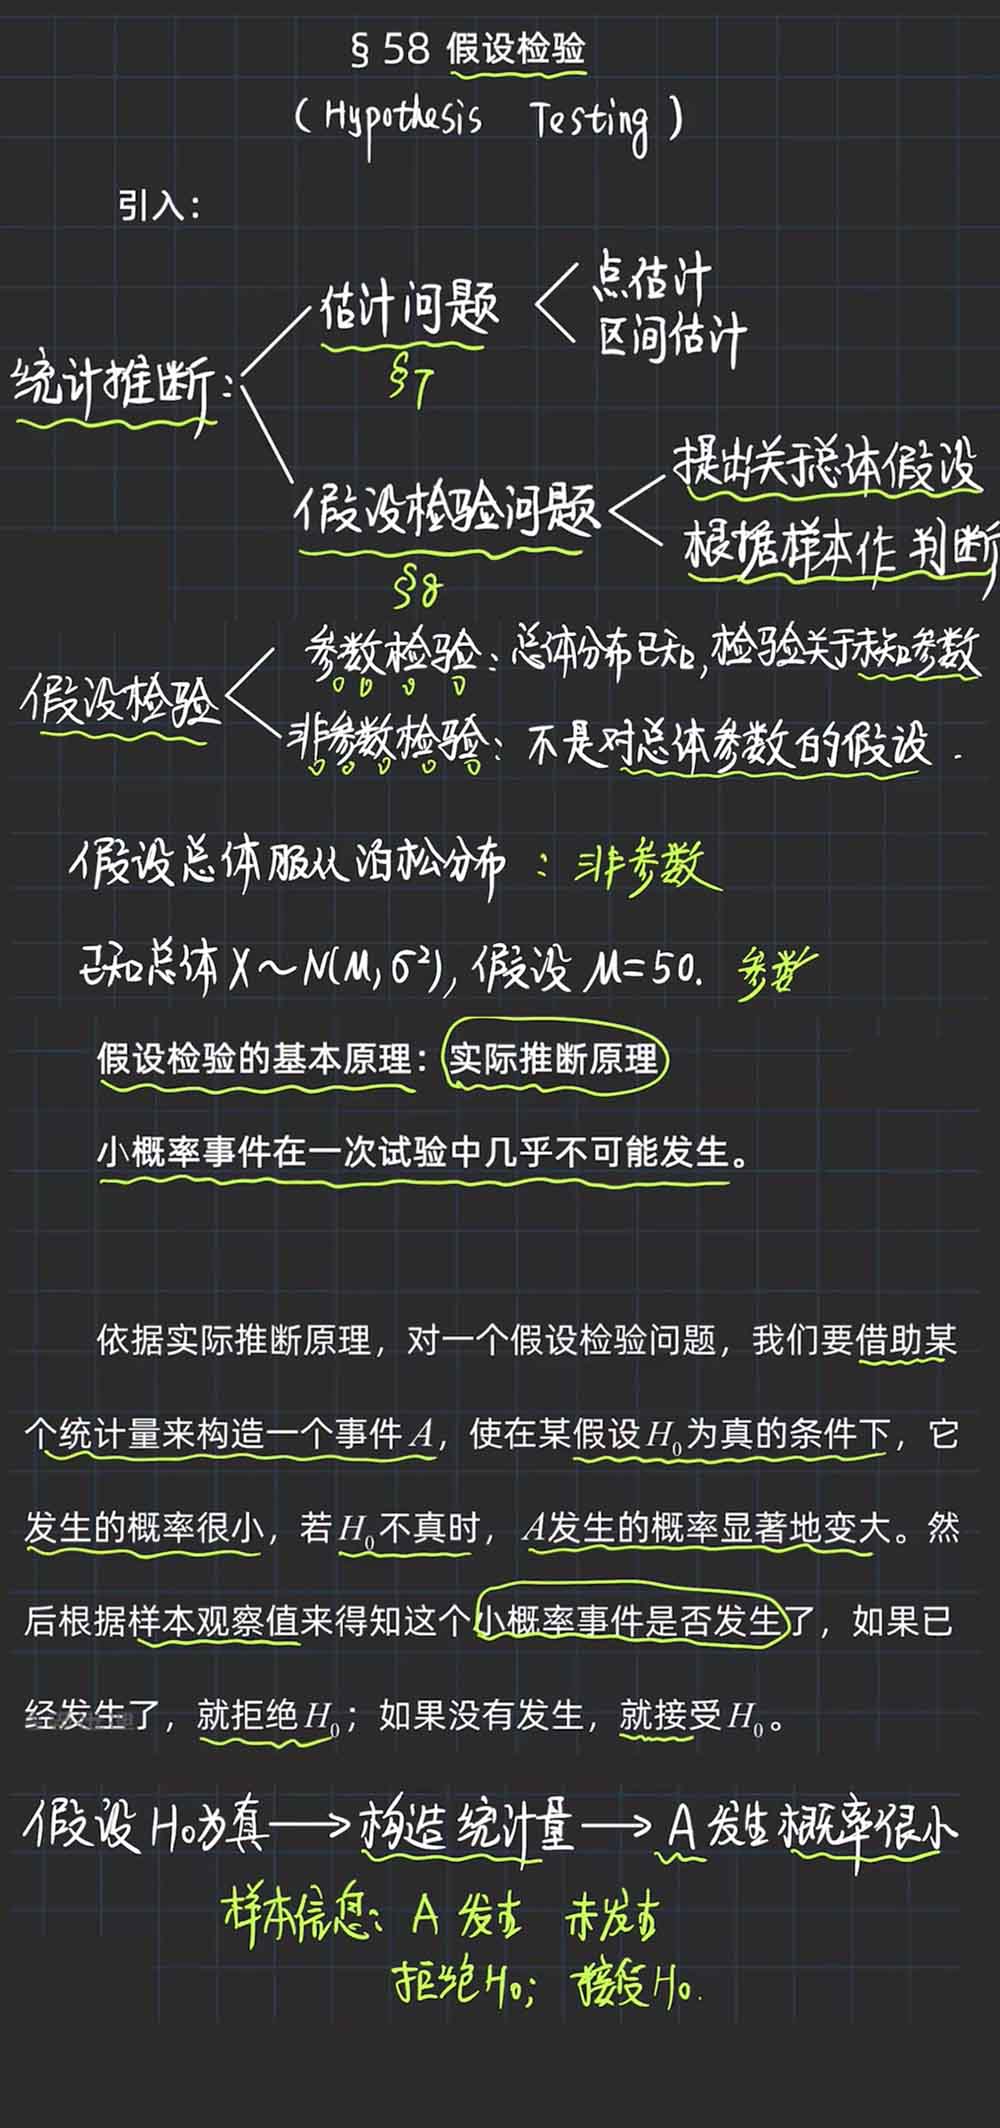 § 58 假设检验
(Hypothesis Testing)
引入：
估计问题
点估计
区间估计
§7
统计推断：
假设检验问题
提出关于总体假设
根据样本作判断
§8
假设检验
参数检验：总体分布已知，检验关于未知参数
非参数检验：不是对总体参数的假设．
假设总体服从泊松分布：非参数
已知总体 X～N(μ, σ²), 假设 μ=50. 参数
假设检验的基本原理：实际推断原理
小概率事件在一次试验中几乎不可能发生。
依据实际推断原理，对一个假设检验问题，我们要借助某
个统计量来构造一个事件 A，使在某假设 H₀ 为真的条件下，它
发生的概率很小，若 H₀ 不真时， A发生的概率显著地变大。然
后根据样本观察值来得知这个小概率事件是否发生了，如果已
经发生了，就拒绝 H₀；如果没有发生，就接受 H₀。
假设 H₀为真 → 构造统计量 → A 发生概率很小
样本信息：A 发生 未发生
拒绝 H₀； 接受 H₀.